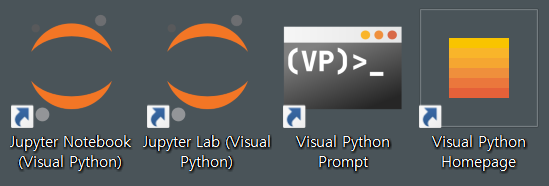 (VP)>_
Jupyter Notebook
(Visual Python)
Jupyter Lab (Visual
Python)
Visual Python
Prompt
Visual Python
Homepage